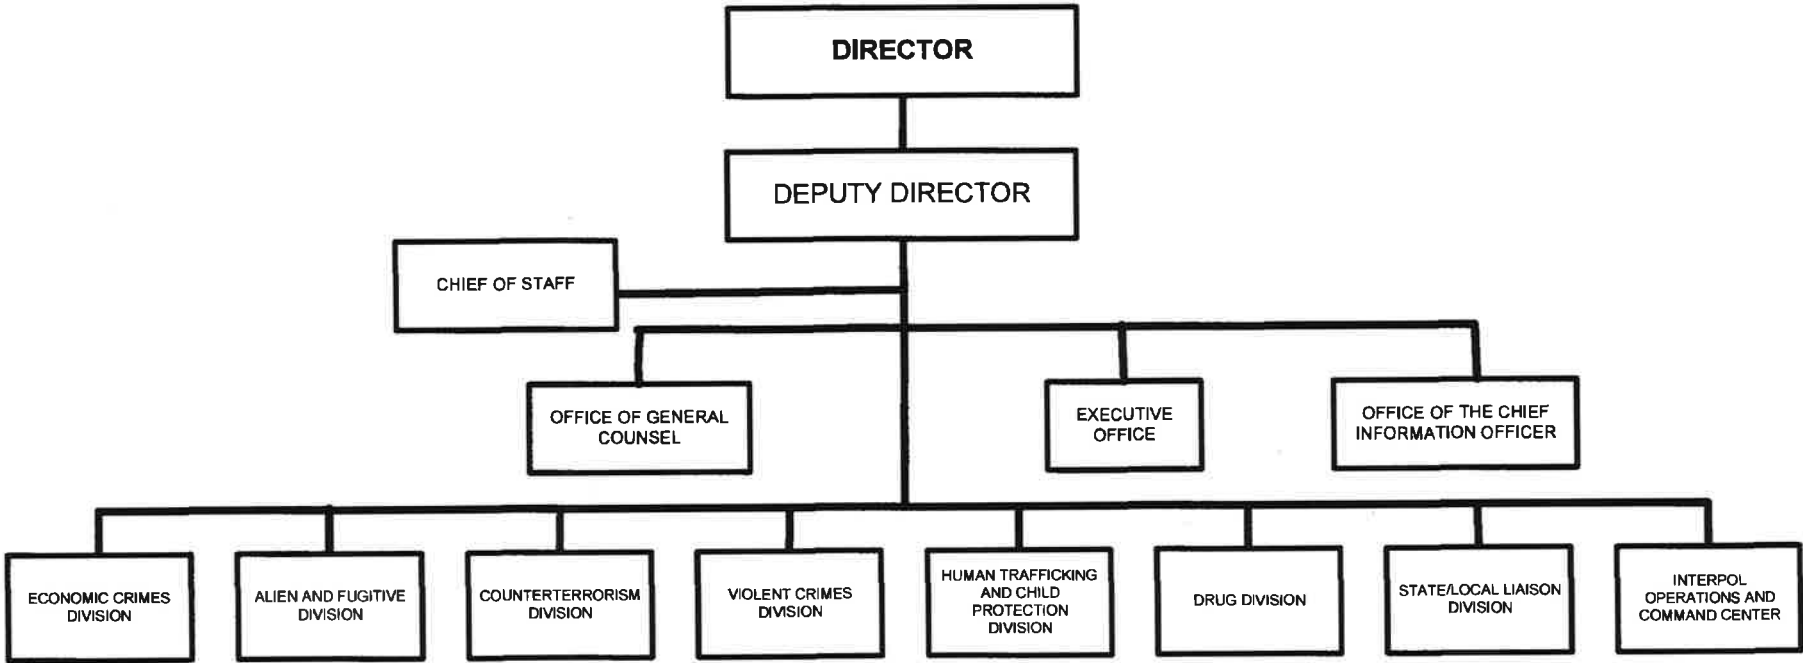 DIRECTOR
DEPUTY DIRECTOR
CHIEF OF STAFF
OFFICE OF GENERAL
COUNSEL
EXECUTIVE
OFFICE
OFFICE OF THE CHIEF
INFORMATION OFFICER
ECONOMIC CRIMES
DIVISION
ALIEN AND FUGITIVE
DIVISION
COUNTERTERRORISM
DIVISION
VIOLENT CRIMES
DIVISION
HUMAN TRAFFICKING
AND CHILD
PROTECTION
DIVISION
DRUG DIVISION
STATE/LOCAL LIAISON
DIVISION
INTERPOL
OPERATIONS AND
COMMAND CENTER